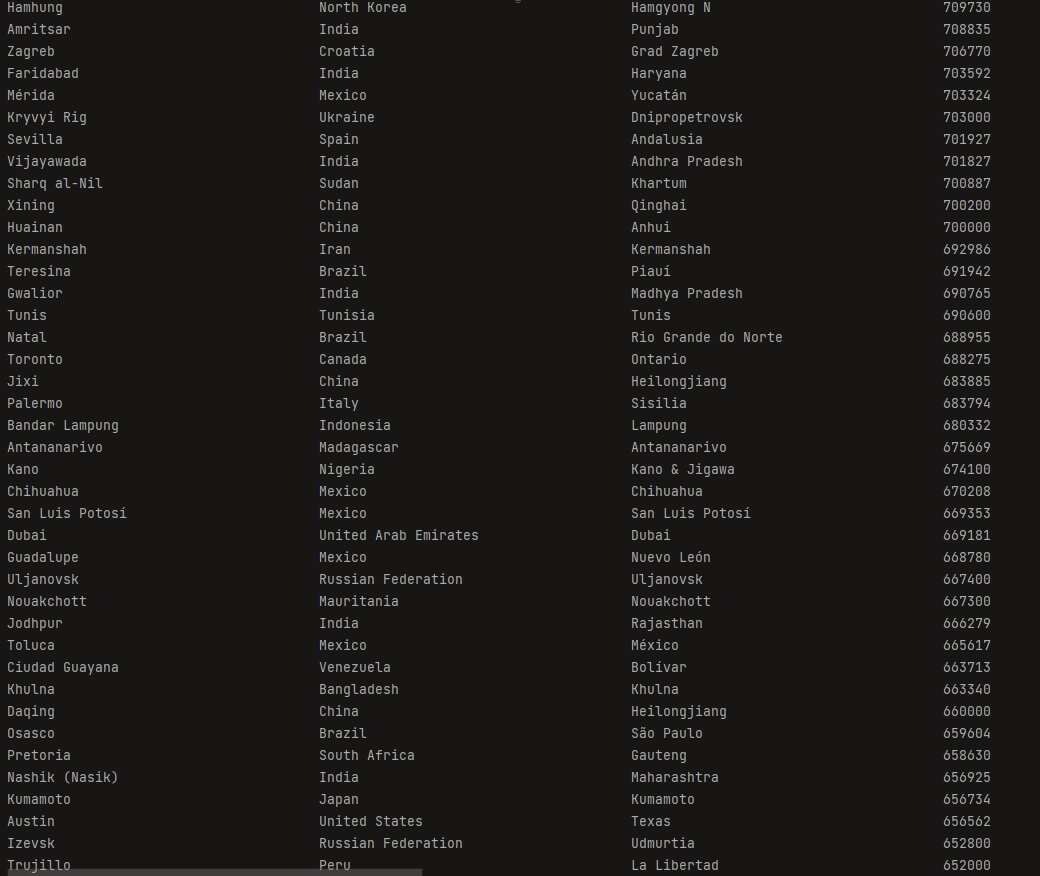 Hamhung North Korea Hamgyong N 709730
Amritsar India Punjab 708835
Zagreb Croatia Grad Zagreb 706770
Faridabad India Haryana 703592
Mérida Mexico Yucatán 703324
Kryvyi Rig Ukraine Dnipropetrovsk 703000
Sevilla Spain Andalusia 701927
Vijayawada India Andhra Pradesh 701827
Sharq al-Nil Sudan Khartum 700887
Xining China Qinghai 700200
Huainan China Anhui 700000
Kermanshah Iran Kermanshah 692986
Teresina Brazil Piauí 691942
Gwalior India Madhya Pradesh 690765
Tunis Tunisia Tunis 690600
Natal Brazil Rio Grande do Norte 688955
Toronto Canada Ontario 688275
Jixi China Heilongjiang 683885
Palermo Italy Sisilia 683794
Bandar Lampung Indonesia Lampung 680332
Antananarivo Madagascar Antananarivo 675669
Kano Nigeria Kano & Jigawa 674100
Chihuahua Mexico Chihuahua 670208
San Luis Potosí Mexico San Luis Potosí 669353
Dubai United Arab Emirates Dubai 669181
Guadalupe Mexico Nuevo León 668780
Uljanovsk Russian Federation Uljanovsk 667400
Nouakchott Mauritania Nouakchott 667300
Jodhpur India Rajasthan 666279
Toluca Mexico México 665617
Ciudad Guayana Venezuela Bolívar 663713
Khulna Bangladesh Khulna 663340
Daqing China Heilongjiang 660000
Osasco Brazil São Paulo 659604
Pretoria South Africa Gauteng 658630
Nashik (Nasik) India Maharashtra 656925
Kumamoto Japan Kumamoto 656734
Austin United States Texas 656562
Izevsk Russian Federation Udmurtia 652800
Trujillo Peru La Libertad 652000